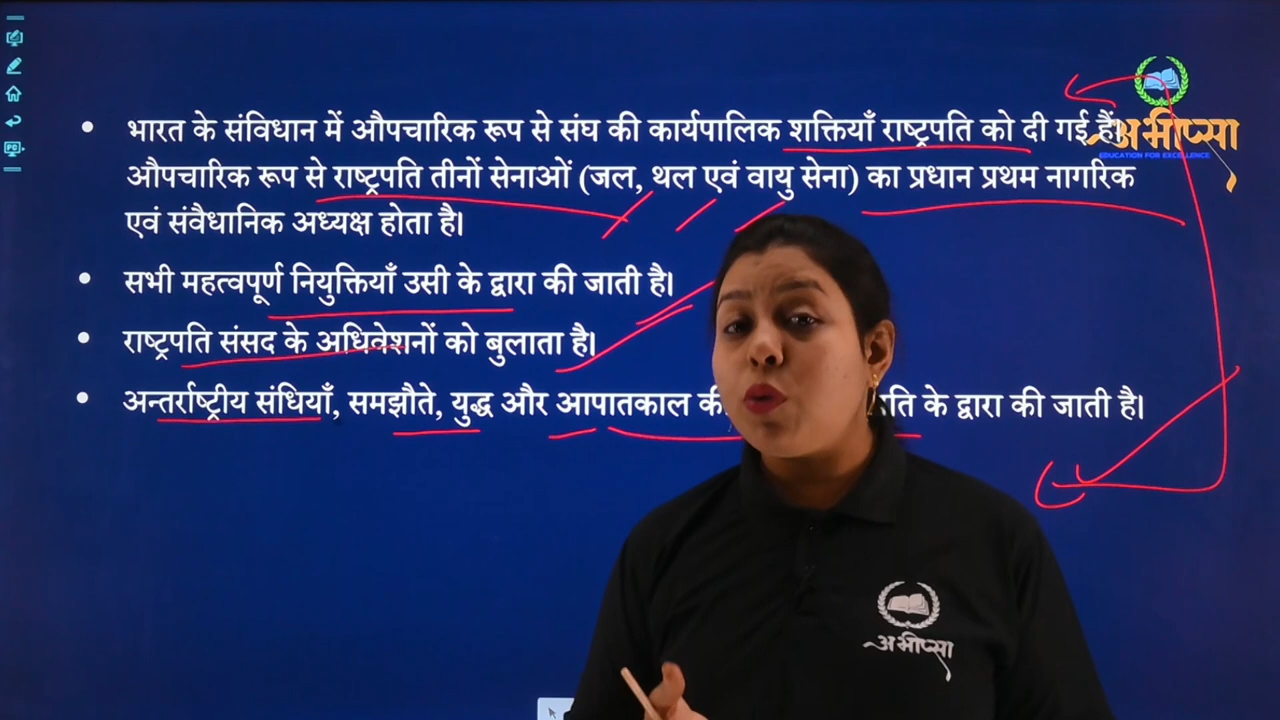 भारत के संविधान में औपचारिक रूप से संघ की कार्यपालिक शक्तियाँ राष्ट्रपति को दी गई हैं।
औपचारिक रूप से राष्ट्रपति तीनों सेनाओं (जल, थल एवं वायु सेना) का प्रधान प्रथम नागरिक
एवं संवैधानिक अध्यक्ष होता है।
सभी महत्वपूर्ण नियुक्तियाँ उसी के द्वारा की जाती है।
राष्ट्रपति संसद के अधिवेशनों को बुलाता है।
अन्तर्राष्ट्रीय संधियाँ, समझौते, युद्ध और आपातकाल की के द्वारा की जाती है।
अभीप्सा
EDUCATION FOR EXCELLENCE
अभीप्सा
PC